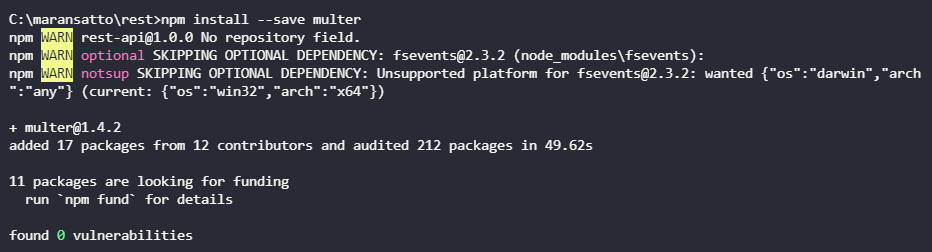 C:\maransatto\rest>npm install --save multer
npm WARN rest-api@1.0.0 No repository field.
npm WARN optional SKIPPING OPTIONAL DEPENDENCY: fsevents@2.3.2 (node_modules\fsevents):
npm WARN notsup SKIPPING OPTIONAL DEPENDENCY: Unsupported platform for fsevents@2.3.2: wanted {"os":"darwin","arch
":"any"} (current: {"os":"win32","arch":"x64"})
+ multer@1.4.2
added 17 packages from 12 contributors and audited 212 packages in 49.62s
11 packages are looking for funding
  run `npm fund` for details
found 0 vulnerabilities